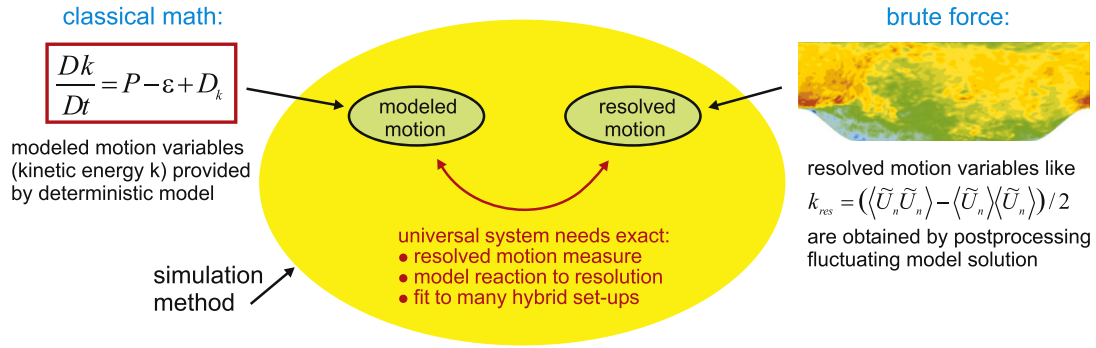 classical math:
Dk/Dt = P − ε + D_k
modeled motion variables
(kinetic energy k) provided
by deterministic model
simulation
method
modeled
motion
resolved
motion
universal system needs exact:
● resolved motion measure
● model reaction to resolution
● fit to many hybrid set-ups
brute force:
resolved motion variables like
k_res = (⟨Ũ_n Ũ_n⟩ − ⟨Ũ_n⟩⟨Ũ_n⟩) / 2
are obtained by postprocessing
fluctuating model solution